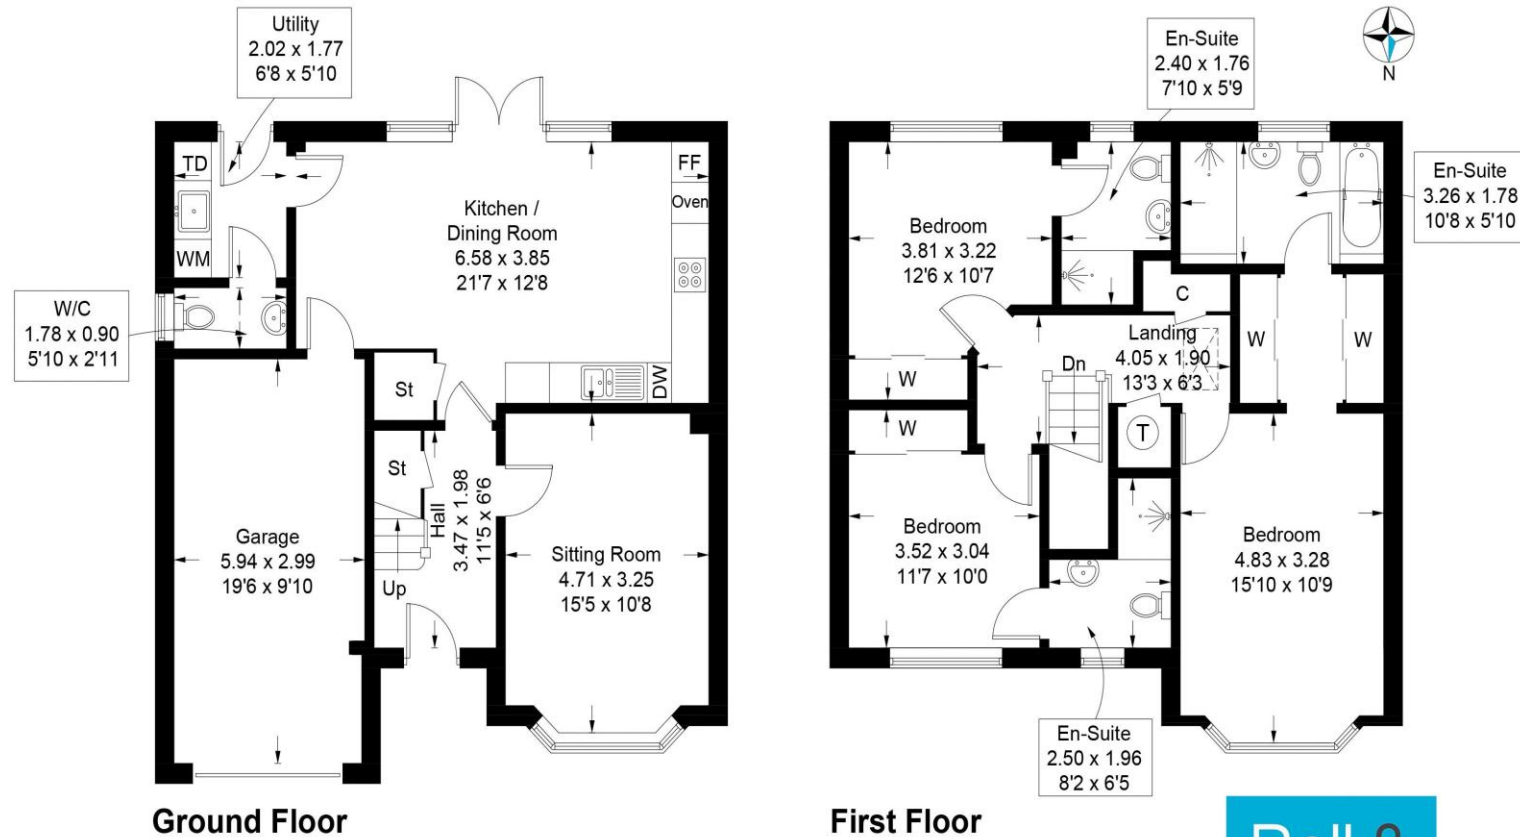 Utility
2.02 x 1.77
6'8 x 5'10
TD
WM
W/C
1.78 x 0.90
5'10 x 2'11
Kitchen /
Dining Room
6.58 x 3.85
21'7 x 12'8
FF
Oven
DW
St
St
Hall
3.47 x 1.98
11'5 x 6'6
Up
Garage
5.94 x 2.99
19'6 x 9'10
Sitting Room
4.71 x 3.25
15'5 x 10'8
Ground Floor
En-Suite
2.40 x 1.76
7'10 x 5'9
N
En-Suite
3.26 x 1.78
10'8 x 5'10
Bedroom
3.81 x 3.22
12'6 x 10'7
W
C
Landing
4.05 x 1.90
13'3 x 6'3
Dn
W
W
W
T
Bedroom
3.52 x 3.04
11'7 x 10'0
Bedroom
4.83 x 3.28
15'10 x 10'9
En-Suite
2.50 x 1.96
8'2 x 6'5
First Floor